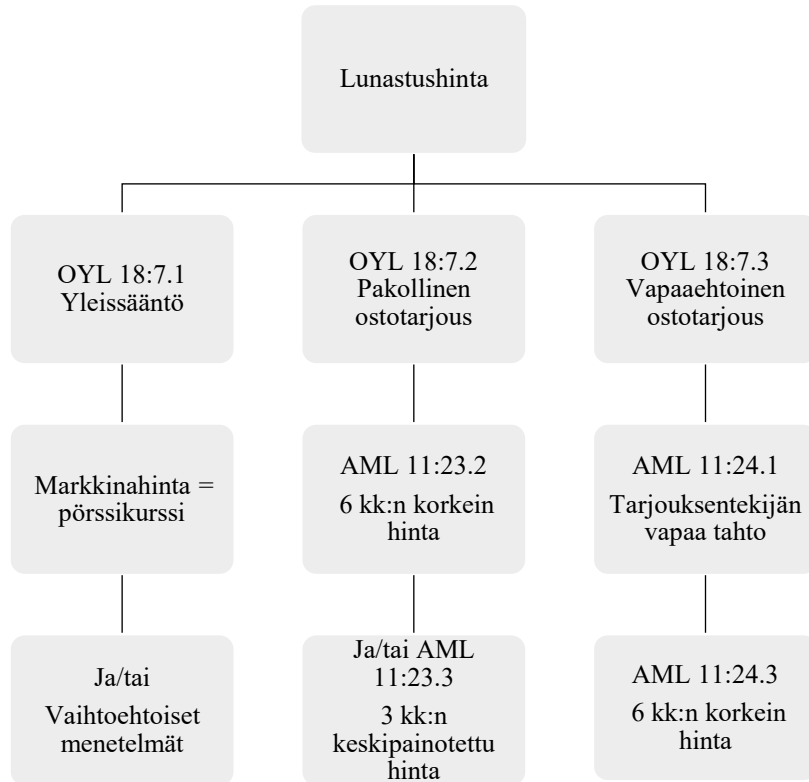 Lunastushinta
OYL 18:7.1
Yleissääntö
OYL 18:7.2
Pakollinen
ostotarjous
OYL 18:7.3
Vapaaehtoinen
ostotarjous
Markkinahinta =
pörssikurssi
AML 11:23.2
6 kk:n korkein
hinta
AML 11:24.1
Tarjouksentekijän
vapaa tahto
Ja/tai
Vaihtoehtoiset
menetelmät
Ja/tai AML
11:23.3
3 kk:n
keskipainotettu
hinta
AML 11:24.3
6 kk:n korkein
hinta